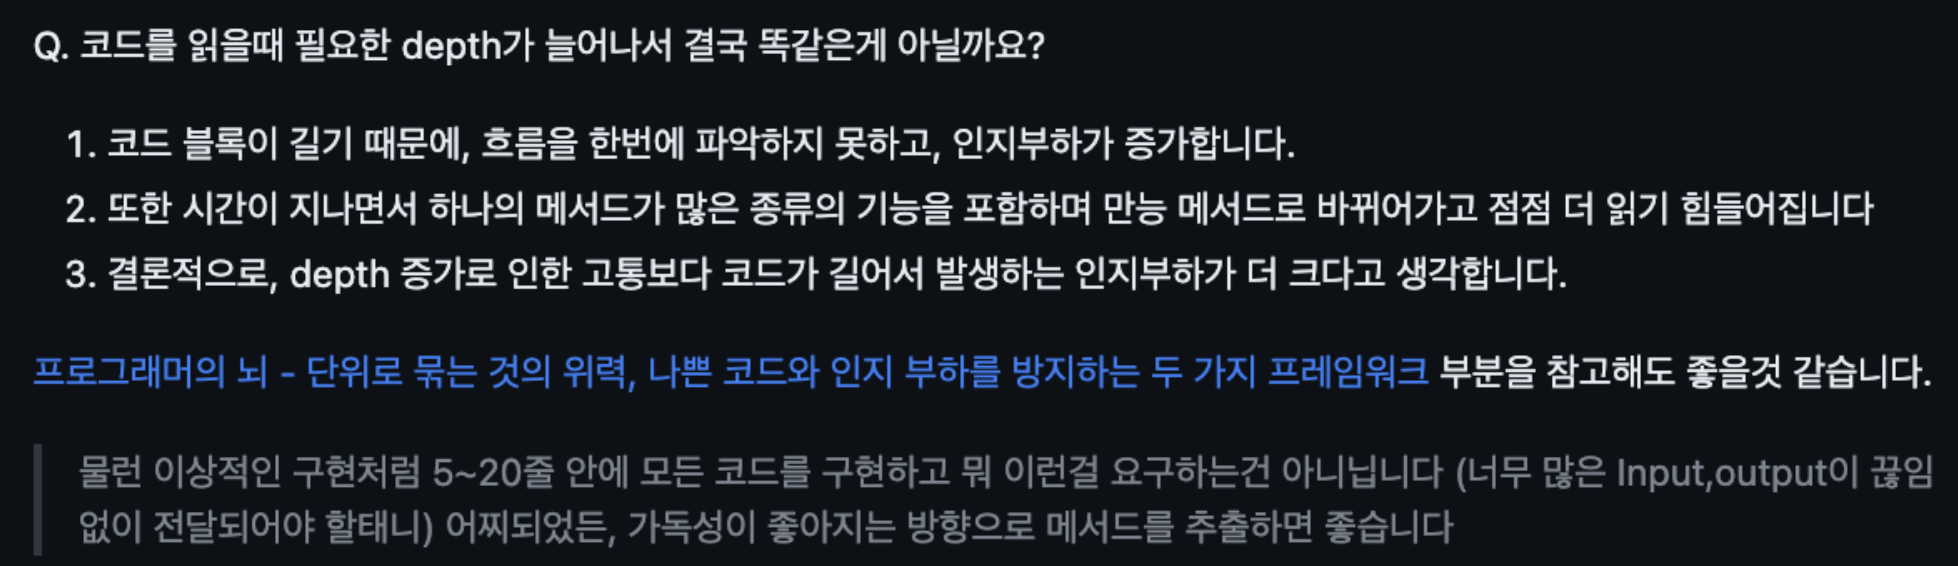 Q. 코드를 읽을때 필요한 depth가 늘어나서 결국 똑같은게 아닐까요?
1. 코드 블록이 길기 때문에, 흐름을 한번에 파악하지 못하고, 인지부하가 증가합니다.
2. 또한 시간이 지나면서 하나의 메서드가 많은 종류의 기능을 포함하며 만능 메서드로 바뀌어가고 점점 더 읽기 힘들어집니다
3. 결론적으로, depth 증가로 인한 고통보다 코드가 길어서 발생하는 인지부하가 더 크다고 생각합니다.
프로그래머의 뇌 - 단위로 묶는 것의 위력, 나쁜 코드와 인지 부하를 방지하는 두 가지 프레임워크 부분을 참고해도 좋을것 같습니다.
물런 이상적인 구현처럼 5~20줄 안에 모든 코드를 구현하고 뭐 이런걸 요구하는건 아니닙니다 (너무 많은 Input,output이 끊임
없이 전달되어야 할태니) 어찌되었든, 가독성이 좋아지는 방향으로 메서드를 추출하면 좋습니다